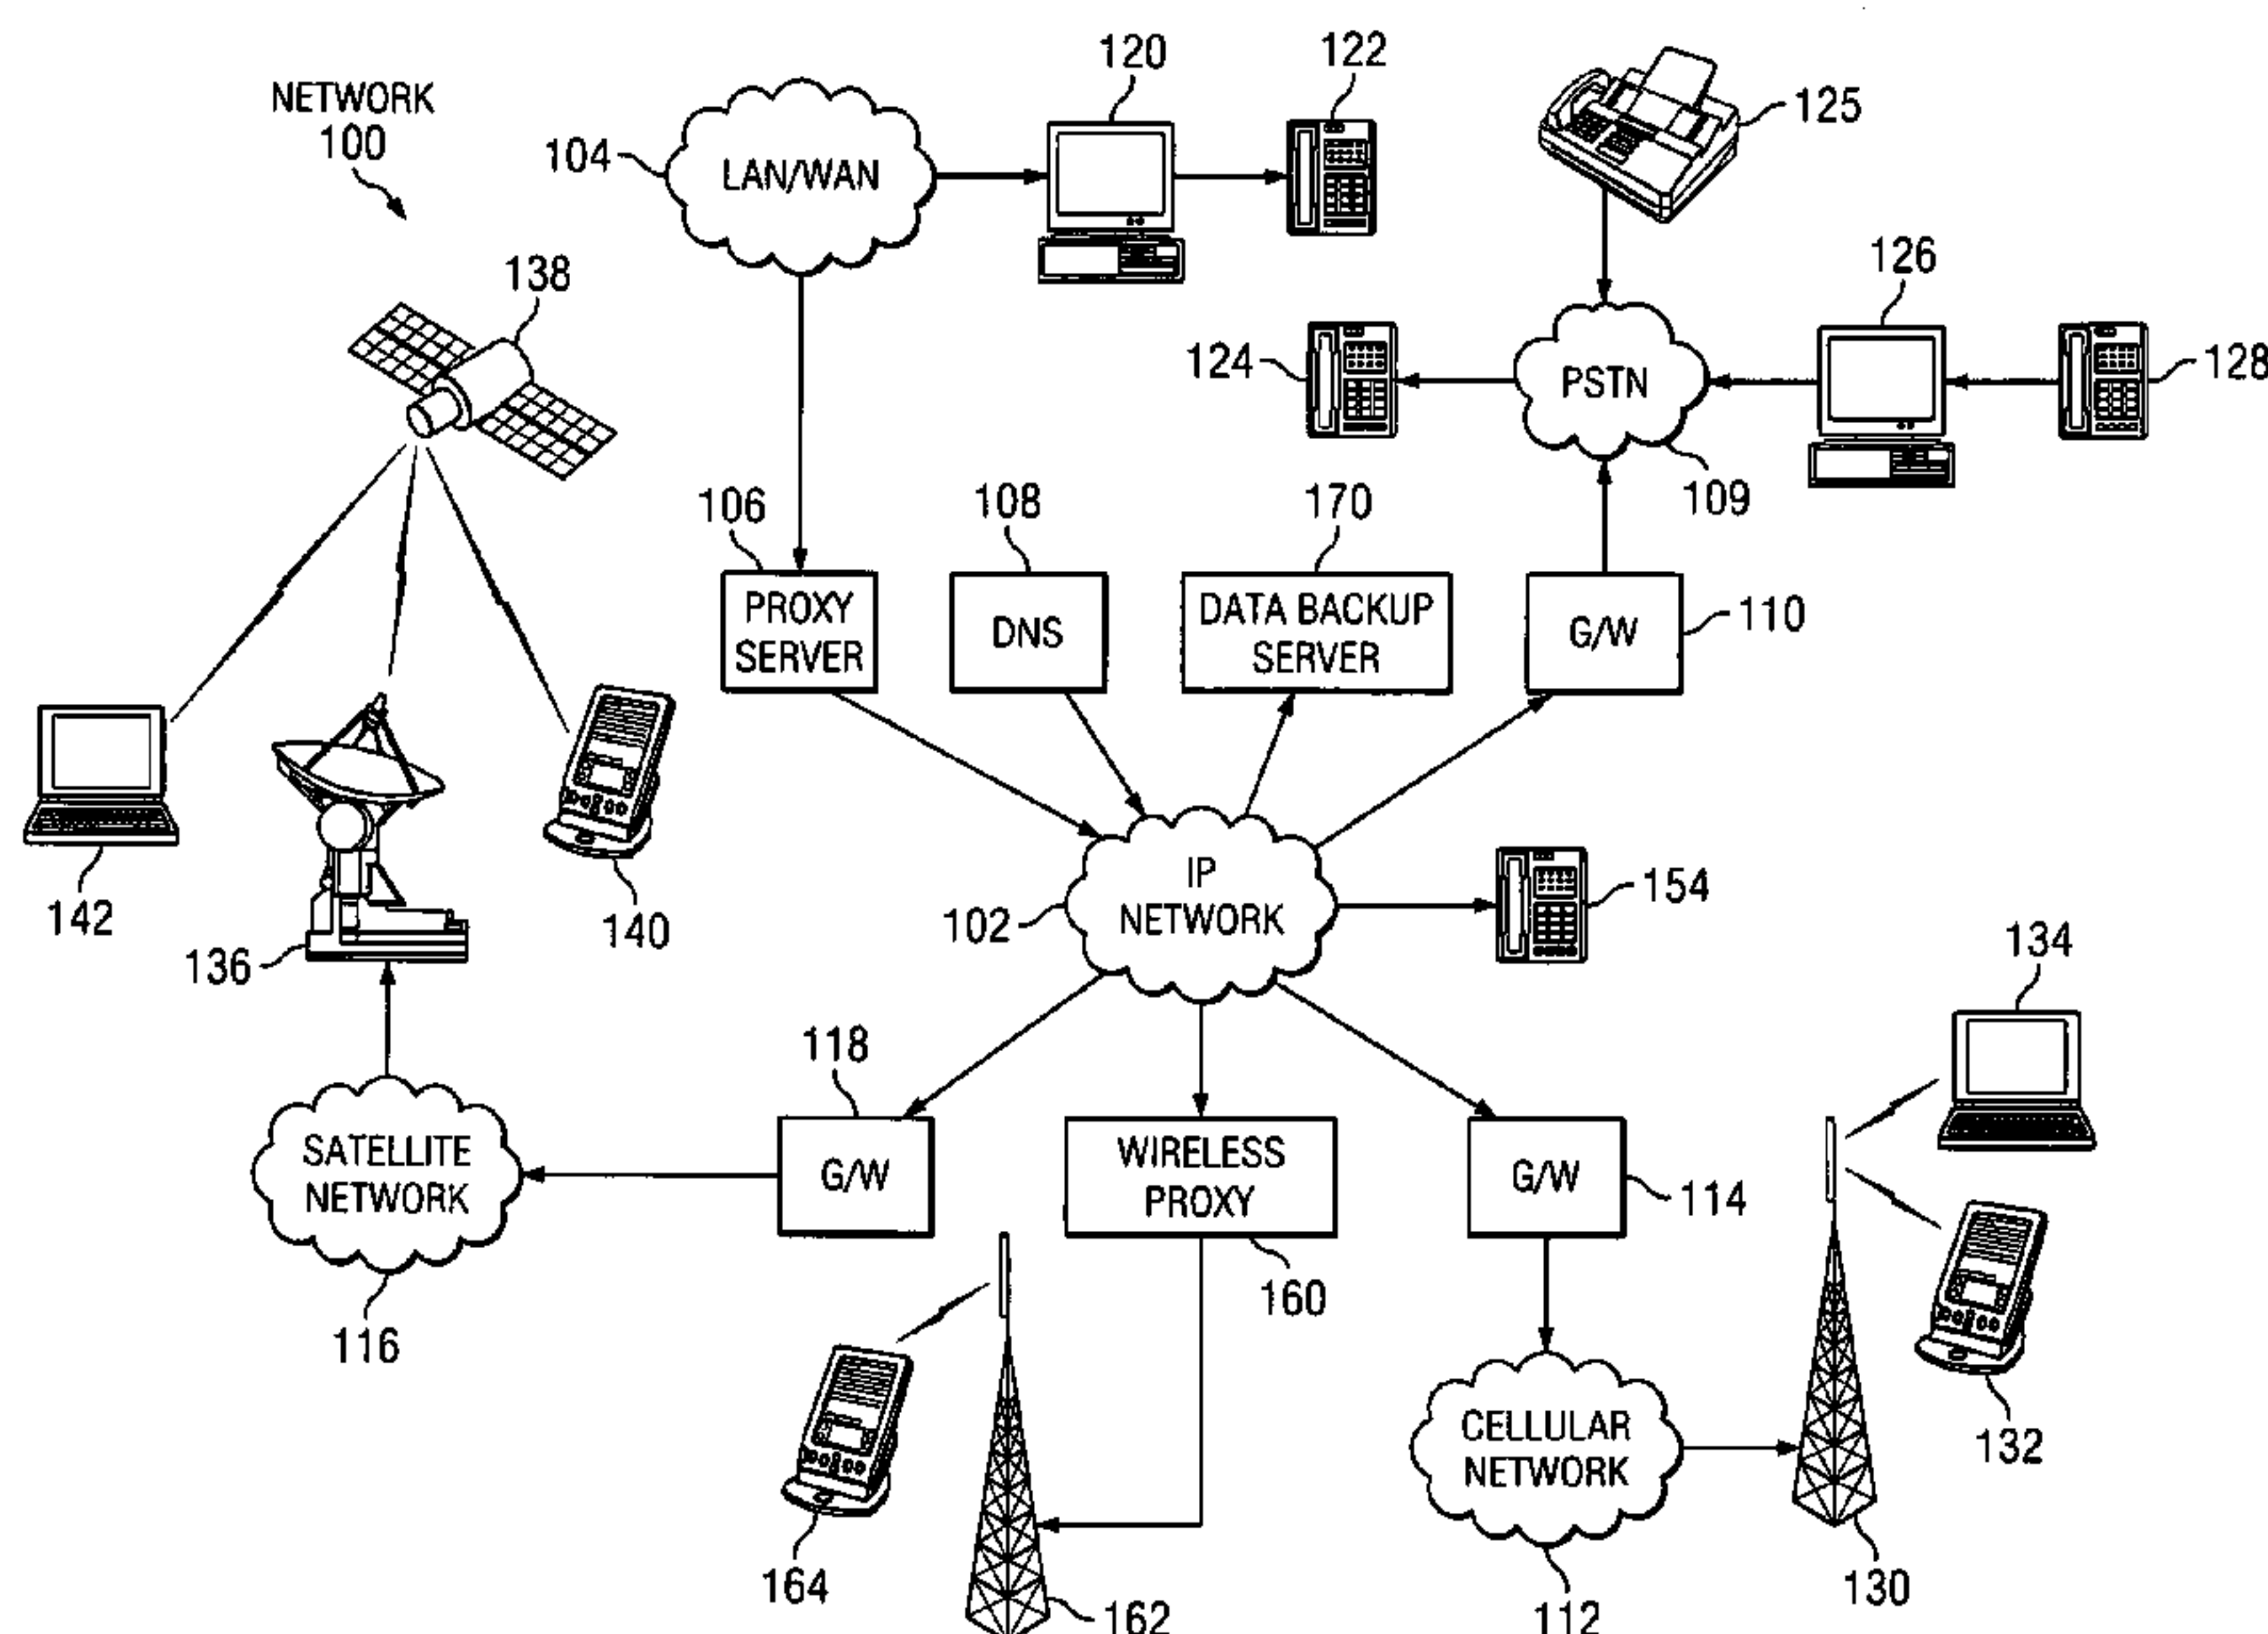 NETWORK
100
104
LAN/WAN
120
122
125
138
126
124
PSTN
128
109
106
108
170
PROXY
SERVER
DNS
DATA BACKUP
SERVER
G/W
110
142
136
140
102
IP
NETWORK
154
134
118
SATELLITE
NETWORK
G/W
WIRELESS
PROXY
G/W
114
116
160
132
CELLULAR
NETWORK
164
162
112
130